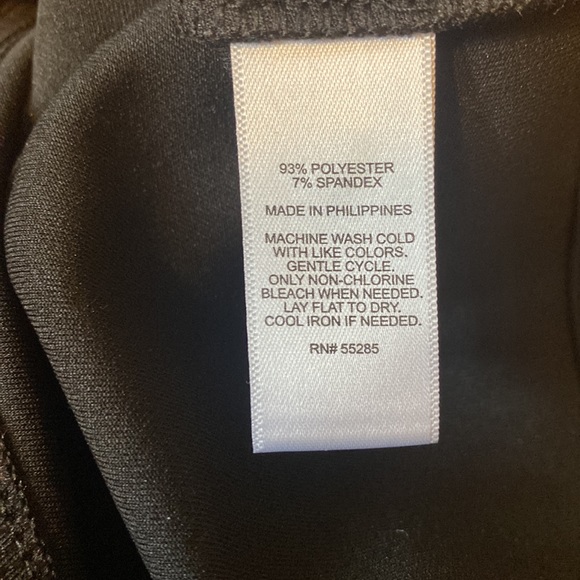 93% POLYESTER
7% SPANDEX
MADE IN PHILIPPINES
MACHINE WASH COLD
WITH LIKE COLORS.
GENTLE CYCLE.
ONLY NON-CHLORINE
BLEACH WHEN NEEDED.
LAY FLAT TO DRY.
COOL IRON IF NEEDED.
RN# 55285